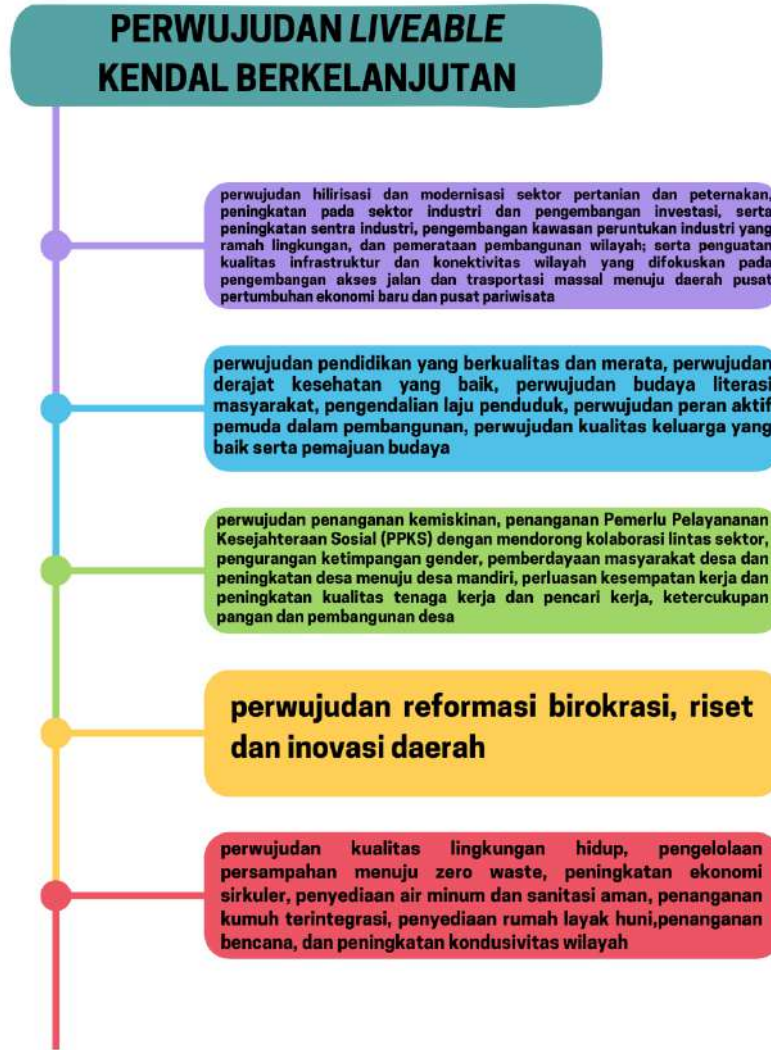 PERWUJUDAN LIVEABLE
KENDAL BERKELANJUTAN
perwujudan hilirisasi dan modernisasi sektor pertanian dan peternakan,
peningkatan pada sektor industri dan pengembangan investasi, serta
peningkatan sentra industri, pengembangan kawasan peruntukan industri yang
ramah lingkungan, dan pemerataan pembangunan wilayah; serta penguatan
kualitas infrastruktur dan konektivitas wilayah yang difokuskan pada
pengembangan akses jalan dan trasportasi massal menuju daerah pusat
pertumbuhan ekonomi baru dan pusat pariwisata
perwujudan pendidikan yang berkualitas dan merata, perwujudan
derajat kesehatan yang baik, perwujudan budaya literasi
masyarakat, pengendalian laju penduduk, perwujudan peran aktif
pemuda dalam pembangunan, perwujudan kualitas keluarga yang
baik serta pemajuan budaya
perwujudan penanganan kemiskinan, penanganan Pemerlu Pelayananan
Kesejahteraan Sosial (PPKS) dengan mendorong kolaborasi lintas sektor,
pengurangan ketimpangan gender, pemberdayaan masyarakat desa dan
peningkatan desa menuju desa mandiri, perluasan kesempatan kerja dan
peningkatan kualitas tenaga kerja dan pencari kerja, ketercukupan
pangan dan pembangunan desa
perwujudan reformasi birokrasi, riset
dan inovasi daerah
perwujudan kualitas lingkungan hidup, pengelolaan
persampahan menuju zero waste, peningkatan ekonomi
sirkuler, penyediaan air minum dan sanitasi aman, penanganan
kumuh terintegrasi, penyediaan rumah layak huni,penanganan
bencana, dan peningkatan kondusivitas wilayah